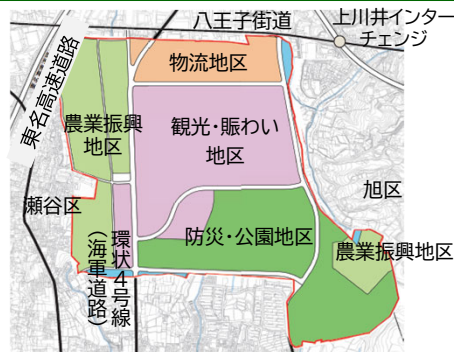 八王子街道
上川井インター
チェンジ
東名高速道路
物流地区
農業振興
地区
観光・賑わい
地区
旭区
瀬谷区
防災・公園地区
農業振興地区
環状4号線
(海軍道路)